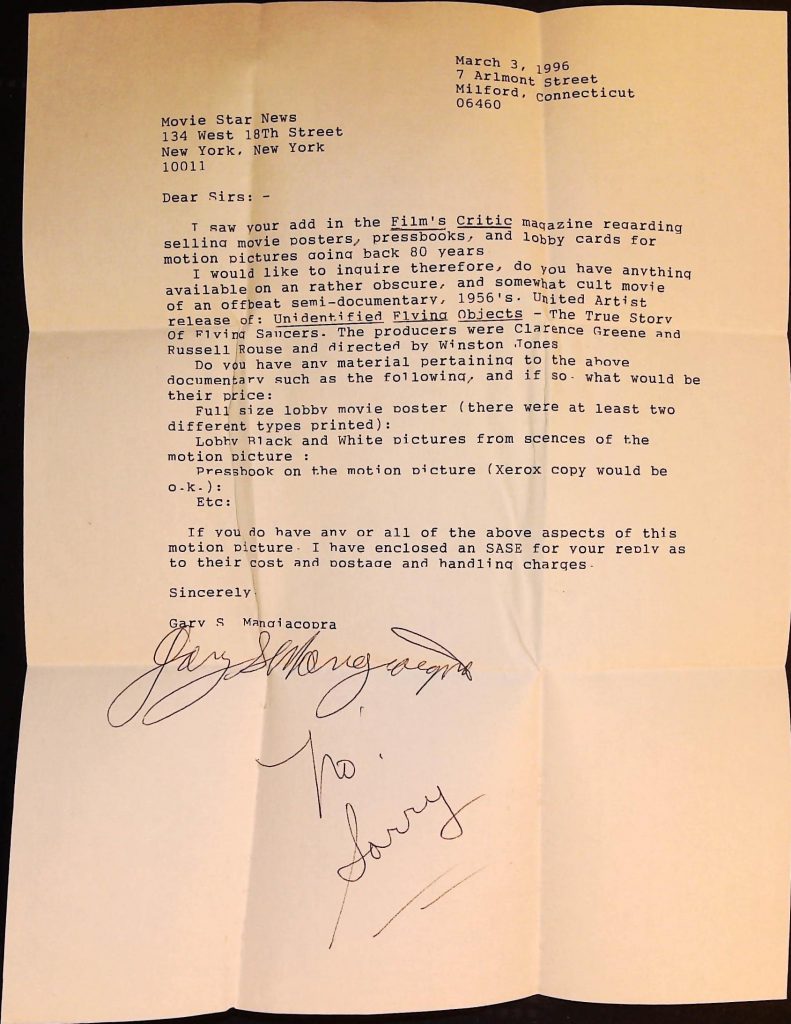 March 3, 1996
7 Arlmont Street
Milford, Connecticut
06460
Movie Star News
134 West 18Th Street
New York, New York
10011
Dear Sirs: -
I saw your add in the Film's Critic magazine regarding
selling movie posters, pressbooks, and lobby cards for
motion pictures going back 80 years
I would like to inquire therefore, do you have anything
available on an rather obscure, and somewhat cult movie
of an offbeat semi-documentary, 1956's. United Artist
release of: Unidentified Flying Objects - The True Story
Of Flying Saucers. The producers were Clarence Greene and
Russell Rouse and directed by Winston Jones
Do you have any material pertaining to the above
documentary such as the following, and if so. what would be
their price:
Full size lobby movie poster (there were at least two
different types printed):
Lobby Black and White pictures from scences of the
motion picture :
Pressbook on the motion picture (Xerox copy would be
o.k.):
Etc:
If you do have any or all of the above aspects of this
motion picture. I have enclosed an SASE for your reply as
to their cost and postage and handling charges.
Sincerely.
Gary S Mangiacopra
Gary S Mangiacopra
No.
Sorry